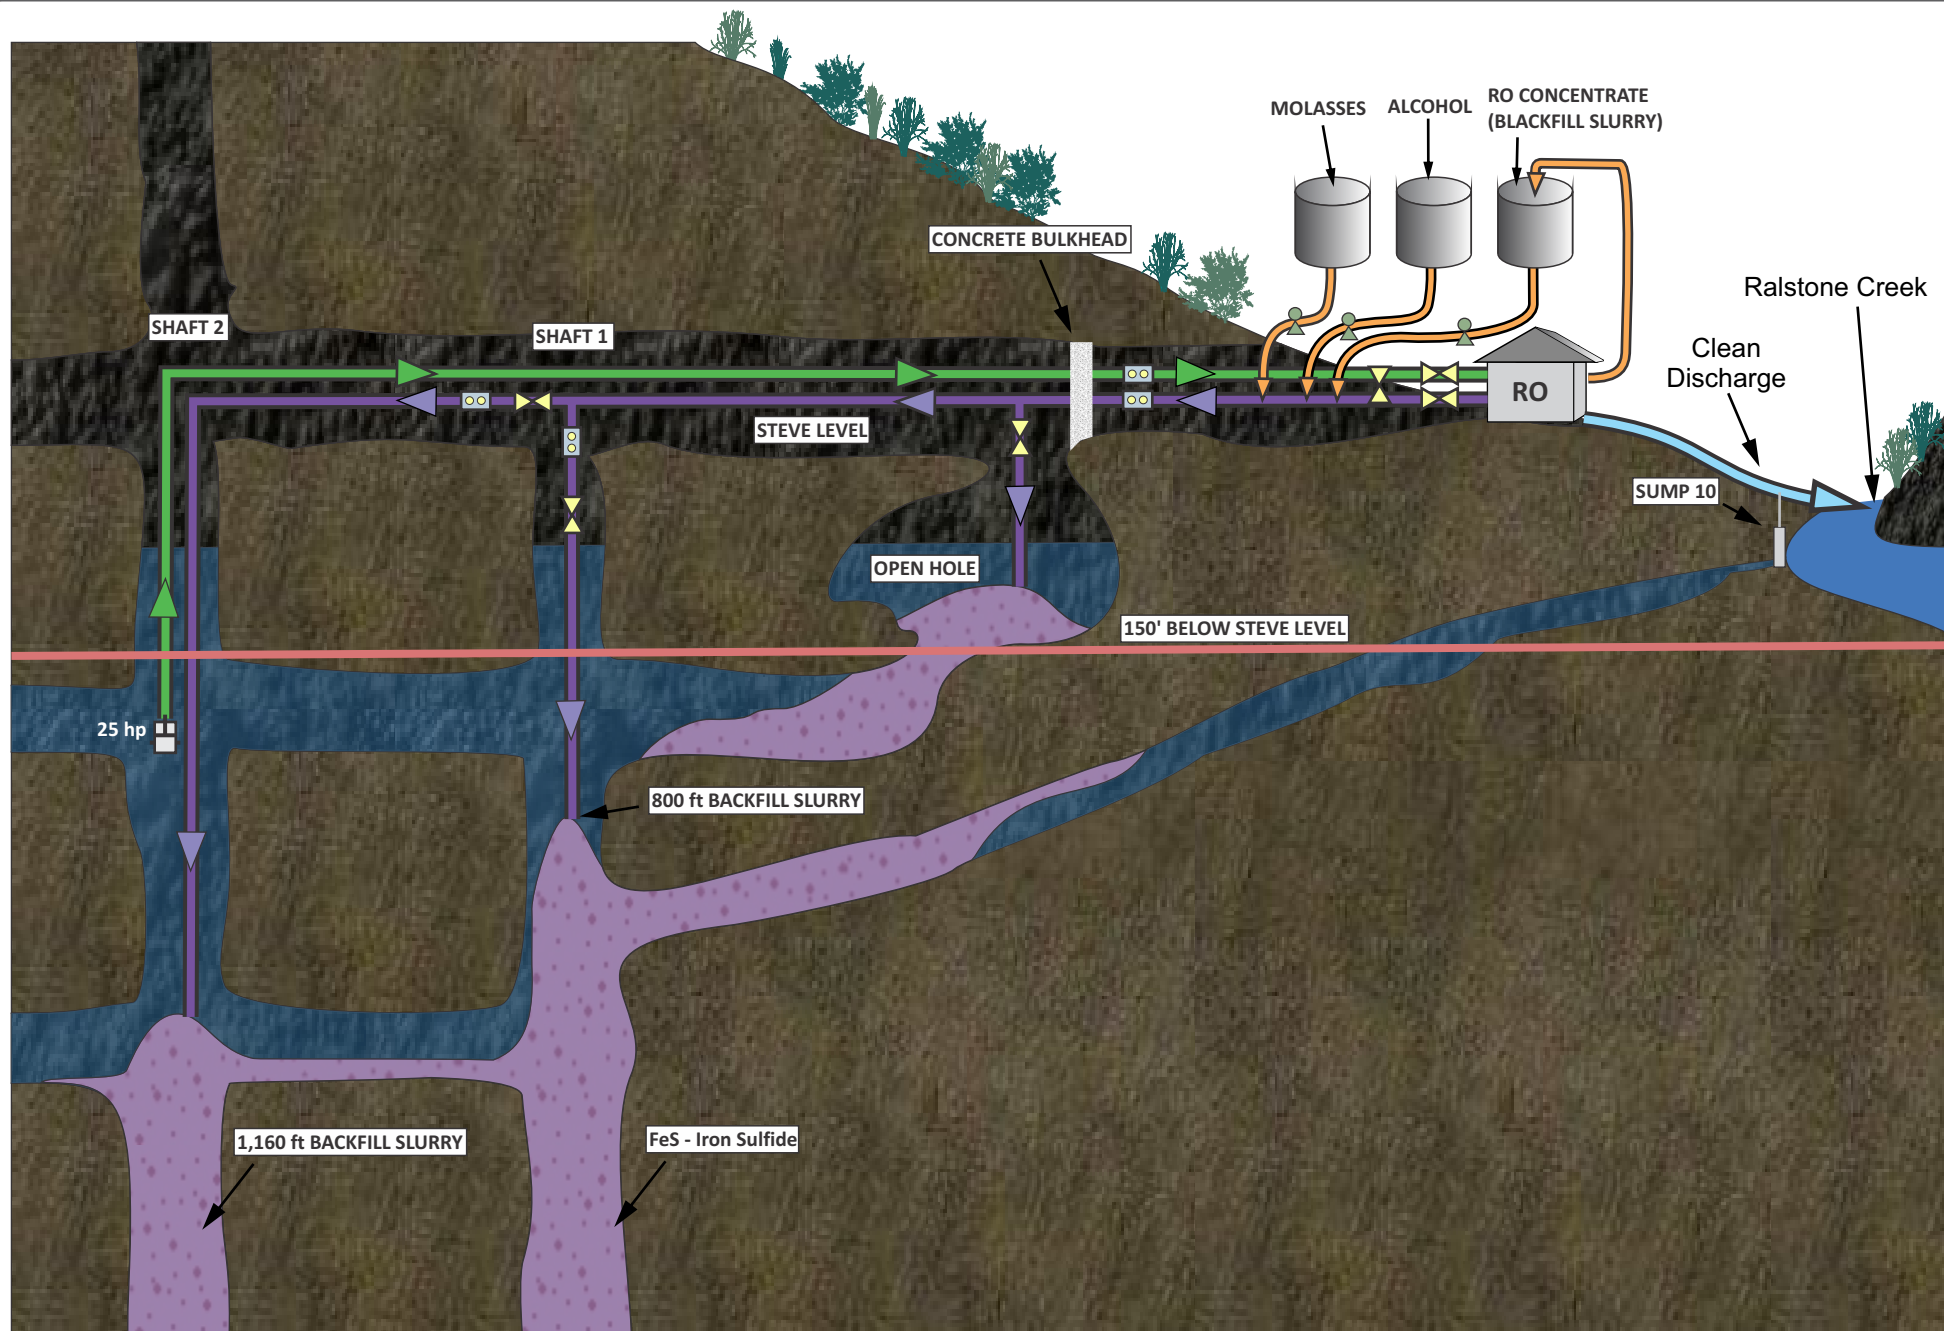 MOLASSES
ALCOHOL
RO CONCENTRATE
(BLACKFILL SLURRY)
CONCRETE BULKHEAD
Ralstone Creek
SHAFT 2
SHAFT 1
Clean
Discharge
RO
STEVE LEVEL
SUMP 10
OPEN HOLE
150' BELOW STEVE LEVEL
25 hp
800 ft BACKFILL SLURRY
1,160 ft BACKFILL SLURRY
FeS - Iron Sulfide